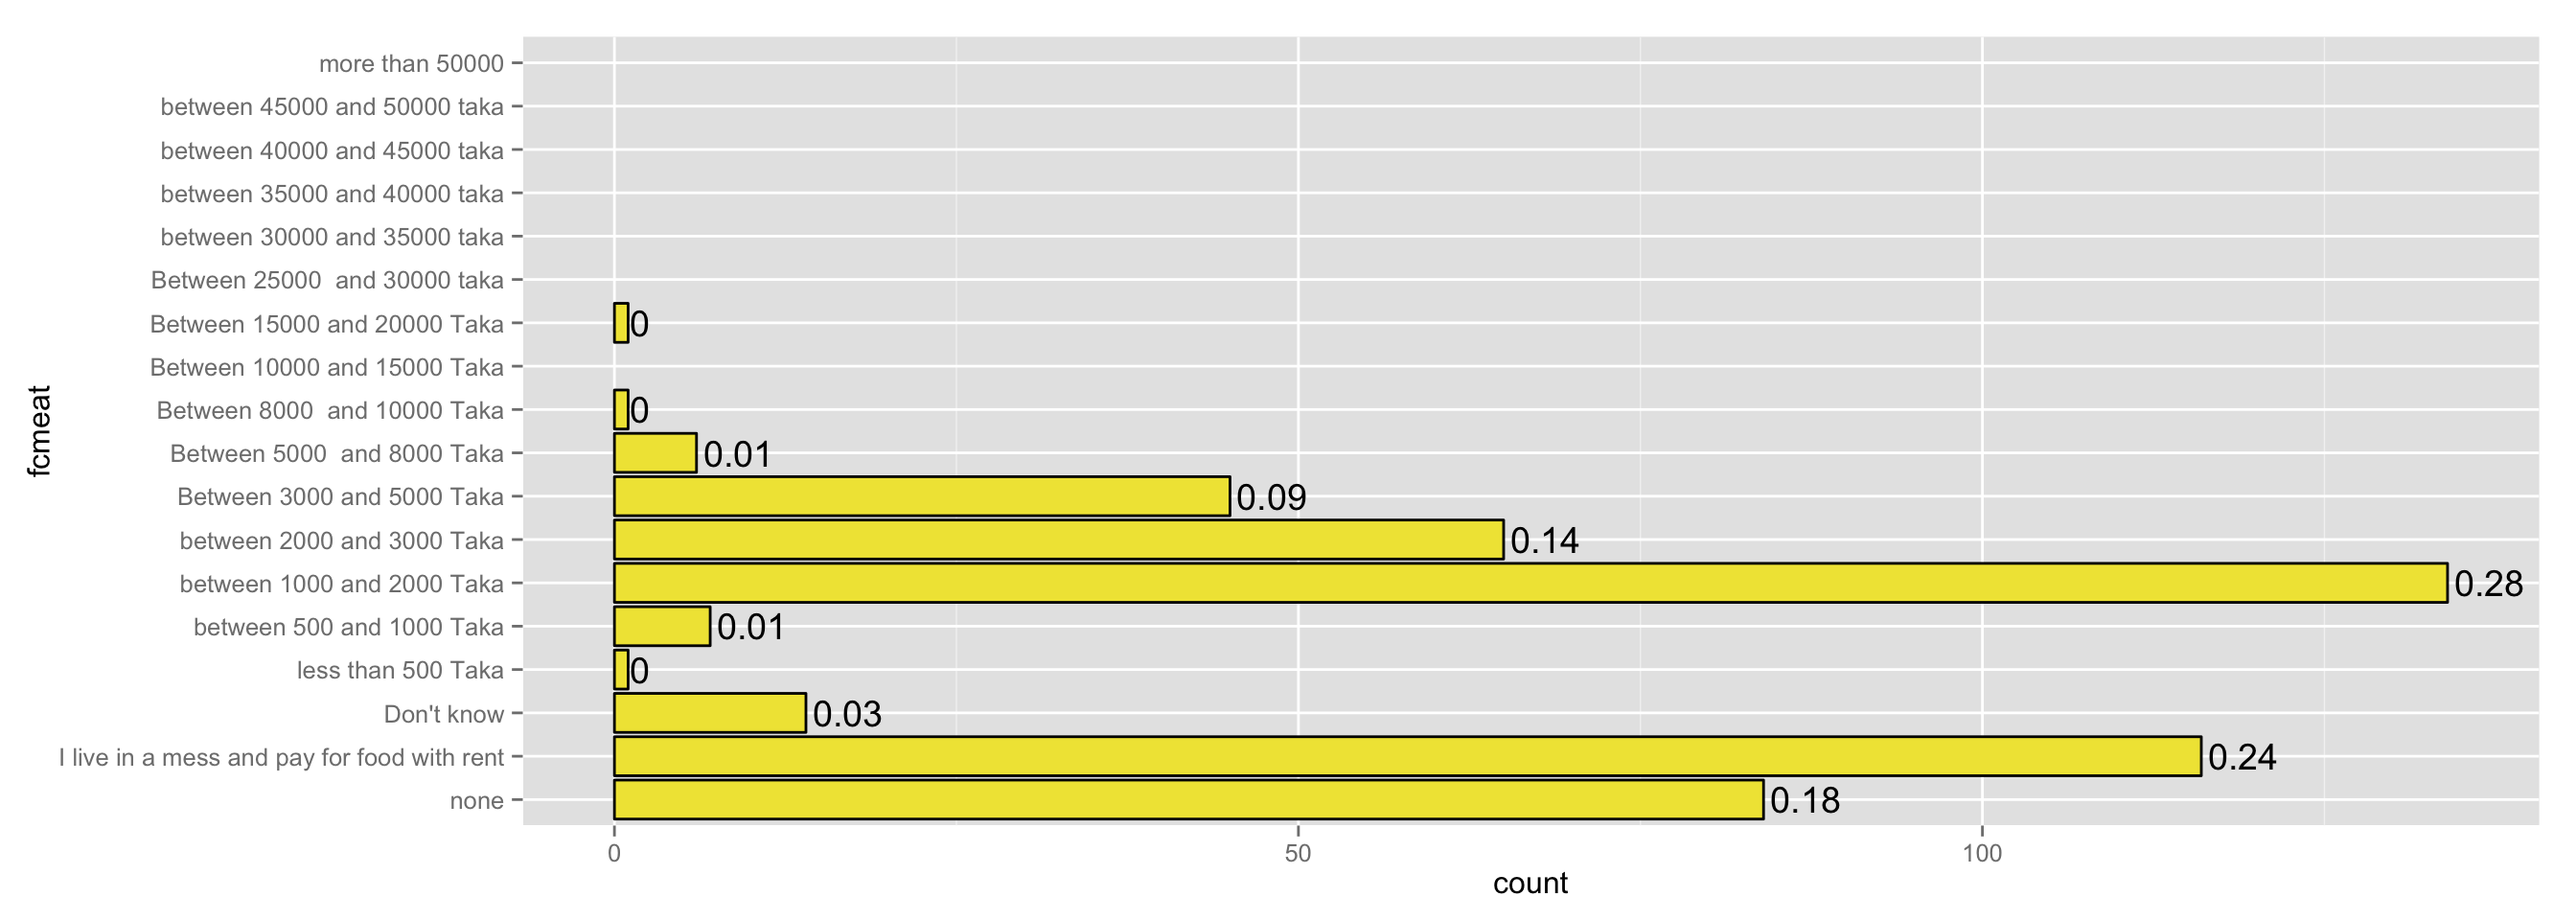 more than 50000
between 45000 and 50000 taka
between 40000 and 45000 taka
between 35000 and 40000 taka
between 30000 and 35000 taka
Between 25000  and 30000 taka
Between 15000 and 20000 Taka 0
Between 10000 and 15000 Taka
Between 8000  and 10000 Taka 0
Between 5000  and 8000 Taka 0.01
Between 3000 and 5000 Taka 0.09
between 2000 and 3000 Taka 0.14
between 1000 and 2000 Taka 0.28
between 500 and 1000 Taka 0.01
less than 500 Taka 0
Don't know 0.03
I live in a mess and pay for food with rent 0.24
none 0.18
fcmeat
0 50 100
count